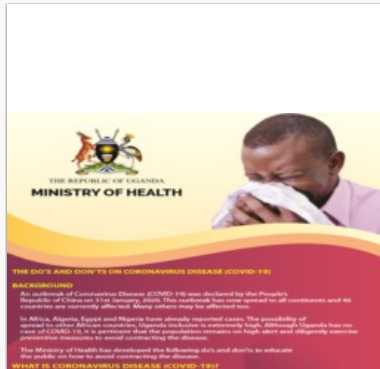 THE REPUBLIC OF UGANDA
MINISTRY OF HEALTH
THE DO'S AND DON'TS ON CORONAVIRUS DISEASE (COVID-19)
BACKGROUND
An outbreak of Coronavirus Disease (COVID-19) was declared by the People's
Republic of China on 31st January, 2020. This outbreak has now spread to all continents and 46
countries are currently affected. Many others may be affected too.
In Africa, Algeria, Egypt and Nigeria have already reported cases. The possibility of
spread to other African countries, Uganda inclusive is extremely high. Although Uganda has no
case of COVID-19, it is pertinent that the population remains on high alert and diligently exercise
preventive measures to avoid contracting the disease.
The Ministry of Health has developed the following do's and don'ts to educate
the public on how to avoid contracting the disease.
WHAT IS CORONAVIRUS DISEASE (COVID-19)?